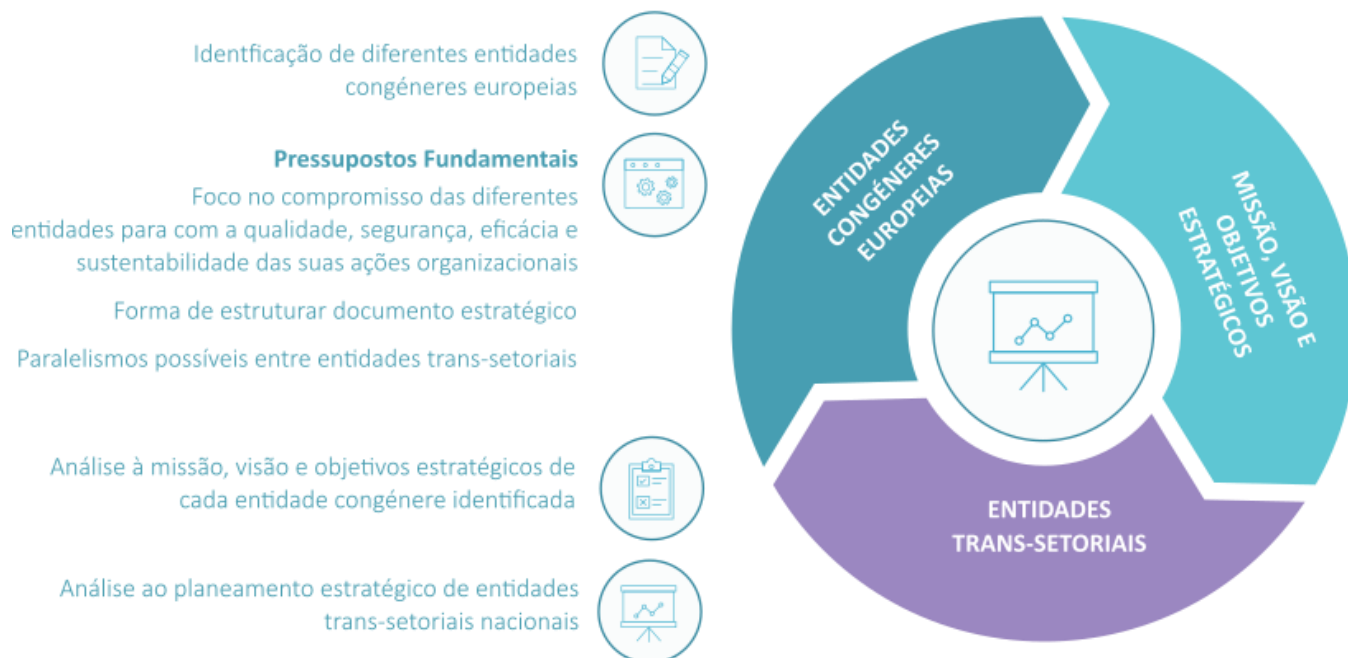 Identficação de diferentes entidades
congéneres europeias
Pressupostos Fundamentais
Foco no compromisso das diferentes
entidades para com a qualidade, segurança, eficácia e
sustentabilidade das suas ações organizacionais
Forma de estruturar documento estratégico
Paralelismos possíveis entre entidades trans-setoriais
Análise à missão, visão e objetivos estratégicos de
cada entidade congénere identificada
Análise ao planeamento estratégico de entidades
trans-setoriais nacionais
ENTIDADES
CONGÉNERES
EUROPEIAS
MISSÃO, VISÃO E
OBJETIVOS
ESTRATÉGICOS
ENTIDADES
TRANS-SETORIAIS